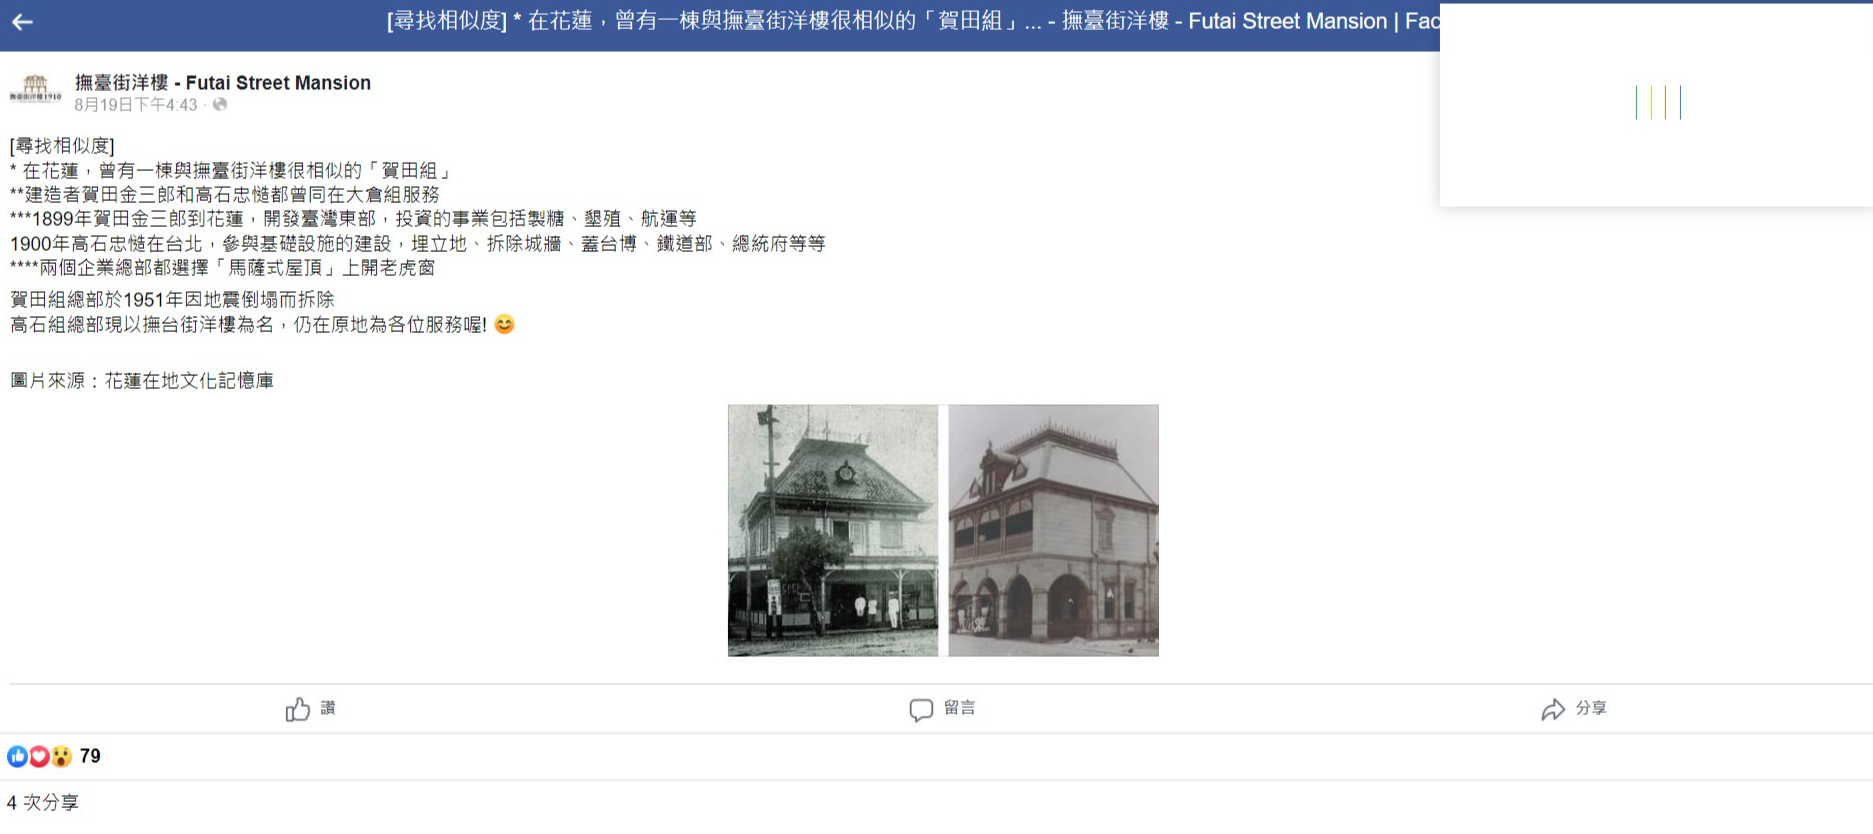 [尋找相似度] * 在花蓮，曾有一棟與撫臺街洋樓很相似的「賀田組」... - 撫臺街洋樓 - Futai Street Mansion | Fac
撫臺街洋樓 - Futai Street Mansion
8月19日下午4:43 ·
[尋找相似度]
* 在花蓮，曾有一棟與撫臺街洋樓很相似的「賀田組」
**建造者賀田金三郎和高石忠慥都曾同在大倉組服務
***1899年賀田金三郎到花蓮，開發臺灣東部，投資的事業包括製糖、墾殖、航運等
1900年高石忠慥在台北，參與基礎設施的建設，埋立地、拆除城牆、蓋台博、鐵道部、總統府等等
****兩個企業總部都選擇「馬薩式屋頂」上開老虎窗
賀田組總部於1951年因地震倒塌而拆除
高石組總部現以撫台街洋樓為名，仍在原地為各位服務喔! 😊
圖片來源：花蓮在地文化記憶庫
讚
留言
分享
79
4 次分享